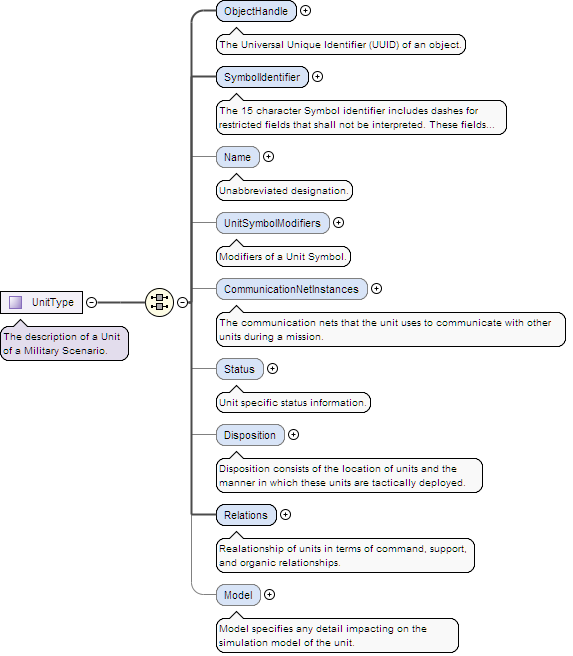 ObjectHandle
The Universal Unique Identifier (UUID) of an object.
SymbolIdentifier
The 15 character Symbol identifier includes dashes for
restricted fields that shall not be interpreted. These fields...
Name
Unabbreviated designation.
UnitSymbolModifiers
Modifiers of a Unit Symbol.
CommunicationNetInstances
The communication nets that the unit uses to communicate with other
units during a mission.
UnitType
The description of a Unit
of a Military Scenario.
Status
Unit specific status information.
Disposition
Disposition consists of the location of units and the
manner in which these units are tactically deployed.
Relations
Realationship of units in terms of command, support,
and organic relationships.
Model
Model specifies any detail impacting on the
simulation model of the unit.